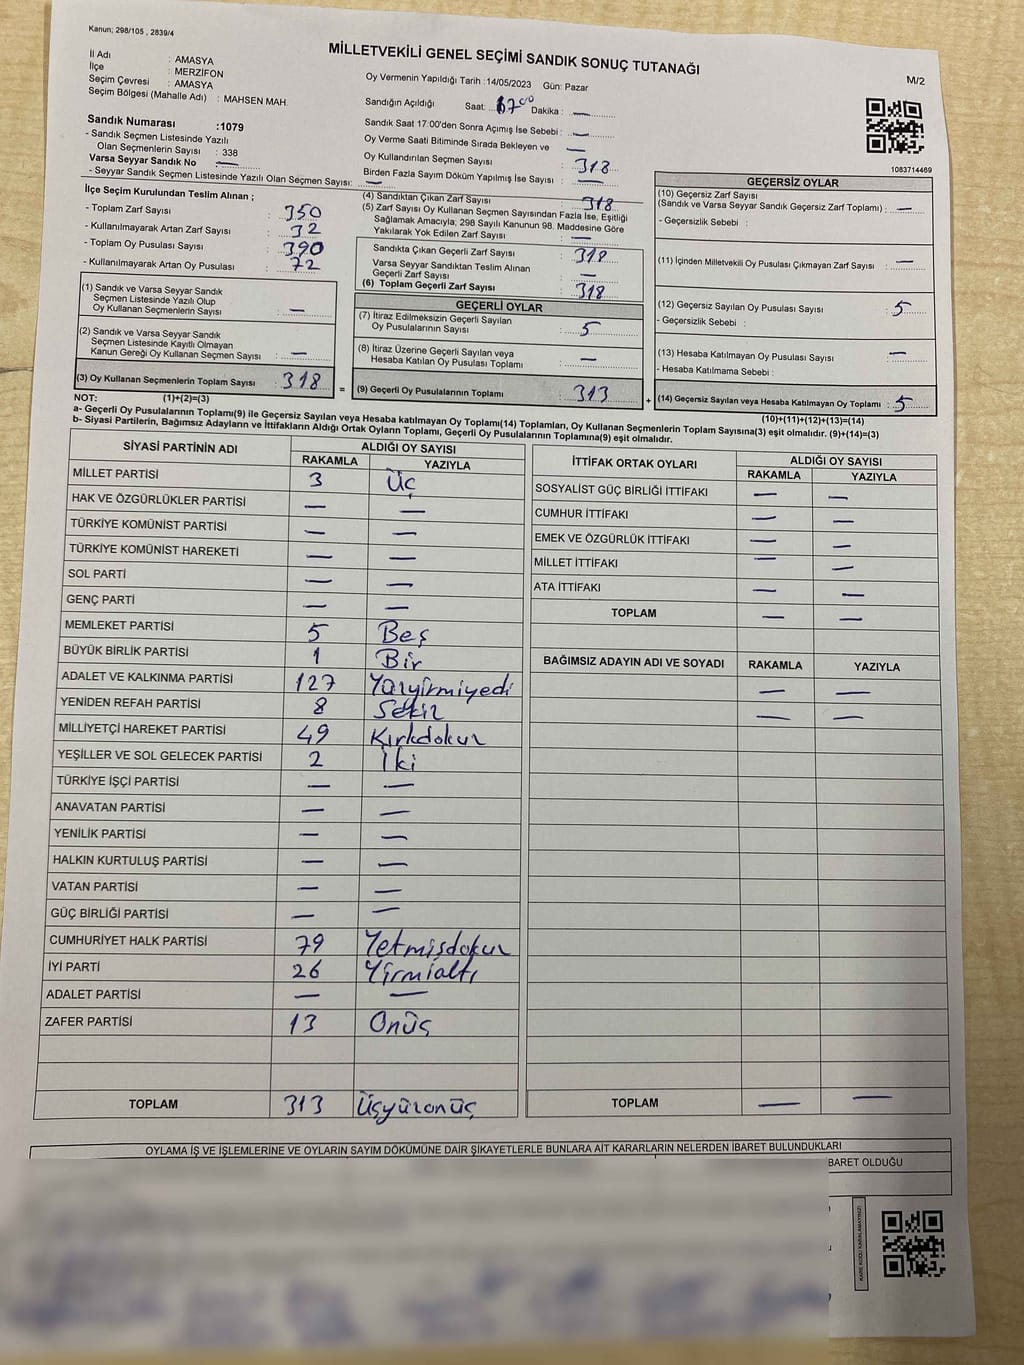 Kanun; 298/105 , 2839/4
MİLLETVEKİLİ GENEL SEÇİMİ SANDIK SONUÇ TUTANAĞI
M/2
İl Adı : AMASYA
İlçe : MERZİFON
Seçim Çevresi : AMASYA
Seçim Bölgesi (Mahalle Adı) : MAHSEN MAH.
Sandık Numarası :1079
- Sandık Seçmen Listesinde Yazılı
Olan Seçmenlerin Sayısı : 338
Varsa Seyyar Sandık No —
- Seyyar Sandık Seçmen Listesinde Yazılı Olan Seçmen Sayısı: —
Oy Vermenin Yapıldığı Tarih :14/05/2023 Gün: Pazar
Sandığın Açıldığı Saat: 17 00 Dakika : —
Sandık Saat 17:00'den Sonra Açımış İse Sebebi : —
Oy Verme Saati Bitiminde Sırada Bekleyen ve —
Oy Kullandırılan Seçmen Sayısı : 318
Birden Fazla Sayım Döküm Yapılmış İse Sayısı : —
1083714469
İlçe Seçim Kurulundan Teslim Alınan ;
- Toplam Zarf Sayısı : 350
- Kullanılmayarak Artan Zarf Sayısı : 32
- Toplam Oy Pusulası Sayısı : 390
- Kullanılmayarak Artan Oy Pusulası : 72
(1) Sandık ve Varsa Seyyar Sandık
Seçmen Listesinde Yazılı Olup
Oy Kullanan Seçmenlerin Sayısı : —
(2) Sandık ve Varsa Seyyar Sandık
Seçmen Listesinde Kayıtlı Olmayan
Kanun Gereği Oy Kullanan Seçmen Sayısı : —
(3) Oy Kullanan Seçmenlerin Toplam Sayısı : 318 =
(4) Sandıktan Çıkan Zarf Sayısı : 318
(5) Zarf Sayısı Oy Kullanan Seçmen Sayısından Fazla İse, Eşitliği
Sağlamak Amacıyla; 298 Sayılı Kanunun 98. Maddesine Göre
Yakılarak Yok Edilen Zarf Sayısı : —
Sandıkta Çıkan Geçerli Zarf Sayısı : 318
Varsa Seyyar Sandıktan Teslim Alınan
Geçerli Zarf Sayısı : —
(6) Toplam Geçerli Zarf Sayısı : 318
GEÇERLİ OYLAR
(7) İtiraz Edilmeksizin Geçerli Sayılan
Oy Pusulalarının Sayısı : 5
(8) İtiraz Üzerine Geçerli Sayılan veya
Hesaba Katılan Oy Pusulası Toplamı : —
(9) Geçerli Oy Pusulalarının Toplamı : 313 +
GEÇERSİZ OYLAR
(10) Geçersiz Zarf Sayısı
(Sandık ve Varsa Seyyar Sandık Geçersiz Zarf Toplamı) : —
- Geçersizlik Sebebi :
(11) İçinden Milletvekili Oy Pusulası Çıkmayan Zarf Sayısı : —
(12) Geçersiz Sayılan Oy Pusulası Sayısı : 5
- Geçersizlik Sebebi :
(13) Hesaba Katılmayan Oy Pusulası Sayısı : —
- Hesaba Katılmama Sebebi :
(14) Geçersiz Sayılan veya Hesaba Katılmayan Oy Toplamı : 5
NOT: (1)+(2)=(3)
(10)+(11)+(12)+(13)=(14)
a- Geçerli Oy Pusulalarının Toplamı(9) ile Geçersiz Sayılan veya Hesaba katılmayan Oy Toplamı(14) Toplamları, Oy Kullanan Seçmenlerin Toplam Sayısına(3) eşit olmalıdır. (9)+(14)=(3)
b- Siyasi Partilerin, Bağımsız Adayların ve İttifakların Aldığı Ortak Oyların Toplamı, Geçerli Oy Pusulalarının Toplamına(9) eşit olmalıdır.
SİYASİ PARTİNİN ADI ALDIĞI OY SAYISI
RAKAMLA YAZIYLA
MİLLET PARTİSİ 3 Üç
HAK VE ÖZGÜRLÜKLER PARTİSİ — —
TÜRKİYE KOMÜNİST PARTİSİ — —
TÜRKİYE KOMÜNİST HAREKETİ — —
SOL PARTİ — —
GENÇ PARTİ — —
MEMLEKET PARTİSİ 5 Beş
BÜYÜK BİRLİK PARTİSİ 1 Bir
ADALET VE KALKINMA PARTİSİ 127 Yüzyirmiyedi
YENİDEN REFAH PARTİSİ 8 Sekiz
MİLLİYETÇİ HAREKET PARTİSİ 49 Kırkdokuz
YEŞİLLER VE SOL GELECEK PARTİSİ 2 İki
TÜRKİYE İŞÇİ PARTİSİ — —
ANAVATAN PARTİSİ — —
YENİLİK PARTİSİ — —
HALKIN KURTULUŞ PARTİSİ — —
VATAN PARTİSİ — —
GÜÇ BİRLİĞİ PARTİSİ — —
CUMHURİYET HALK PARTİSİ 79 Yetmişdokuz
İYİ PARTİ 26 Yirmialtı
ADALET PARTİSİ — —
ZAFER PARTİSİ 13 Onüç
TOPLAM 313 Üçyüzonüç
İTTİFAK ORTAK OYLARI ALDIĞI OY SAYISI
RAKAMLA YAZIYLA
SOSYALİST GÜÇ BİRLİĞİ İTTİFAKI — —
CUMHUR İTTİFAKI — —
EMEK VE ÖZGÜRLÜK İTTİFAKI — —
MİLLET İTTİFAKI — —
ATA İTTİFAKI — —
TOPLAM — —
BAĞIMSIZ ADAYIN ADI VE SOYADI RAKAMLA YAZIYLA
— —
— —
TOPLAM — —
OYLAMA İŞ VE İŞLEMLERİNE VE OYLARIN SAYIM DÖKÜMÜNE DAİR ŞİKAYETLERLE BUNLARA AİT KARARLARIN NELERDEN İBARET BULUNDUKLARI
BARET OLDUĞU
KARE KODU KARALAMAYINIZ!